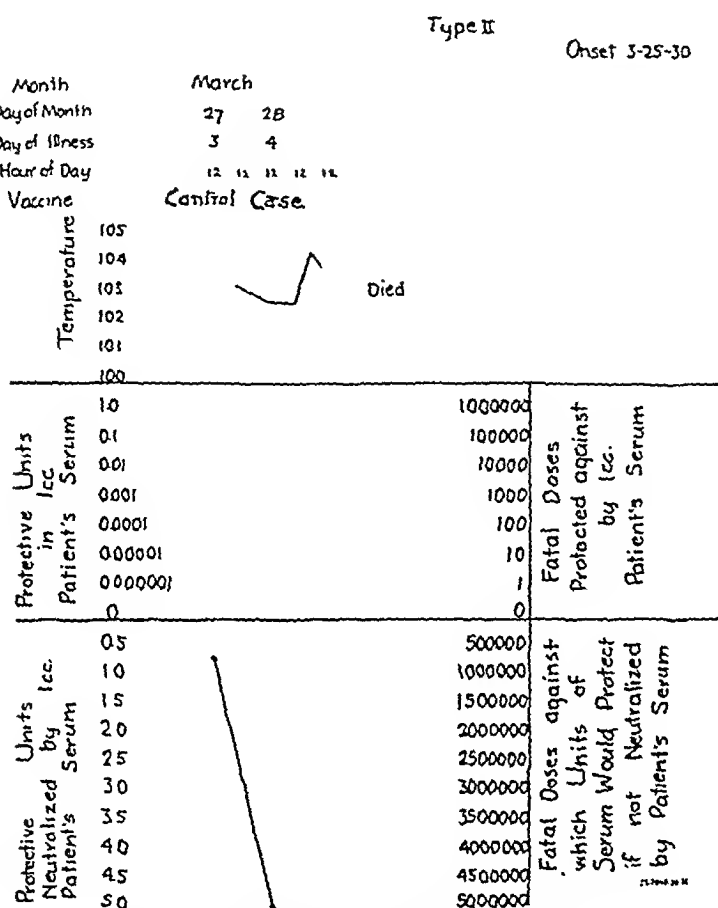 Type II
Onset 3-25-30
Month March
Day of Month 27 28
Day of Illness 3 4
Hour of Day 12 12 12 12 12
Vaccine Control Case
Temperature
105
104
103
102
101
100
Died
Protective Units
in 1cc
Patient's Serum
1.0
0.1
0.01
0.001
0.0001
0.00001
0.000001
0
1000000
100000
10000
1000
100
10
1
0
Fatal Doses
Protected against
by 1cc.
Patient's Serum
Protective Units
Neutralized by 1cc.
Patient's Serum
0.5
1 0
1 5
2 0
2 5
3 0
3 5
4 0
4 5
5 0
500000
1000000
1500000
2000000
2500000
3000000
3500000
4000000
4500000
5000000
Fatal Doses against
which Units of
Serum Would Protect
if not Neutralized
by Patient's Serum